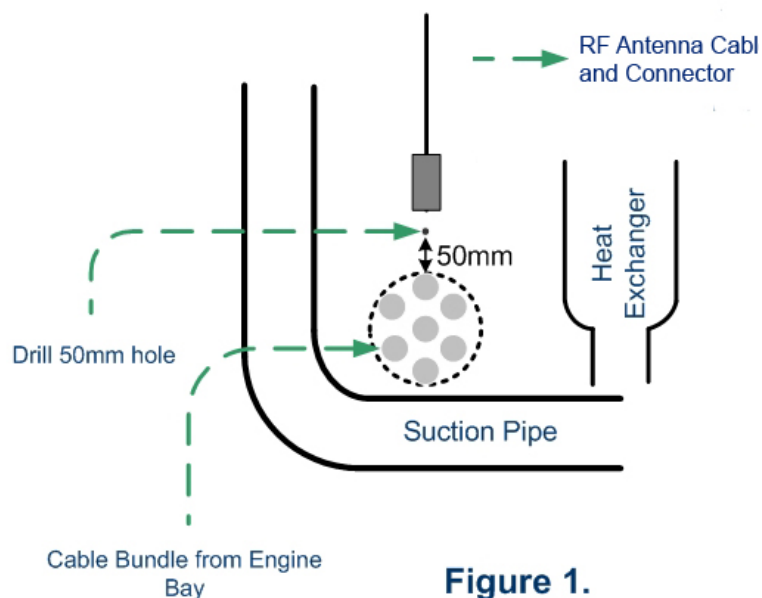 RF Antenna Cabl
and Connector
50mm
Heat
Exchanger
Drill 50mm hole
Suction Pipe
Cable Bundle from Engine
Bay
Figure 1.